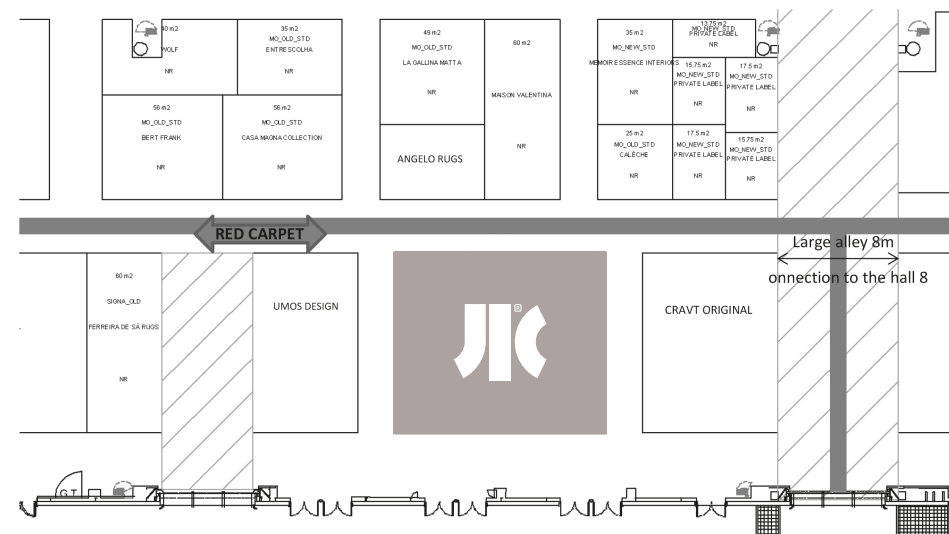 40 m2
WOLF
NR
35 m2
MO_OLD_STD
ENTRESCOLHA
NR
56 m2
MO_OLD_STD
BERT FRANK
NR
56 m2
MO_OLD_STD
CASA MAGNA COLLECTION
NR
49 m2
MO_OLD_STD
LA GALLINA MATTA
NR
ANGELO RUGS
60 m2
MAISON VALENTINA
NR
35 m2
MO_NEW_STD
MEMOIR ESSENCE INTERIORS
NR
13.75 m2
MO_NEW_STD
PRIVATE LABEL
NR
15.75 m2
MO_NEW_STD
PRIVATE LABEL
NR
17.5 m2
MO_NEW_STD
PRIVATE LABEL
NR
25 m2
MO_OLD_STD
CALÈCHE
NR
17.5 m2
MO_NEW_STD
PRIVATE LABEL
NR
15.75 m2
MO_NEW_STD
PRIVATE LABEL
NR
RED CARPET
Large alley 8m
onnection to the hall 8
60 m2
SIGNA_OLD
FERREIRA DE SÁ RUGS
NR
UMOS DESIGN
JIC
CRAVT ORIGINAL
G.T